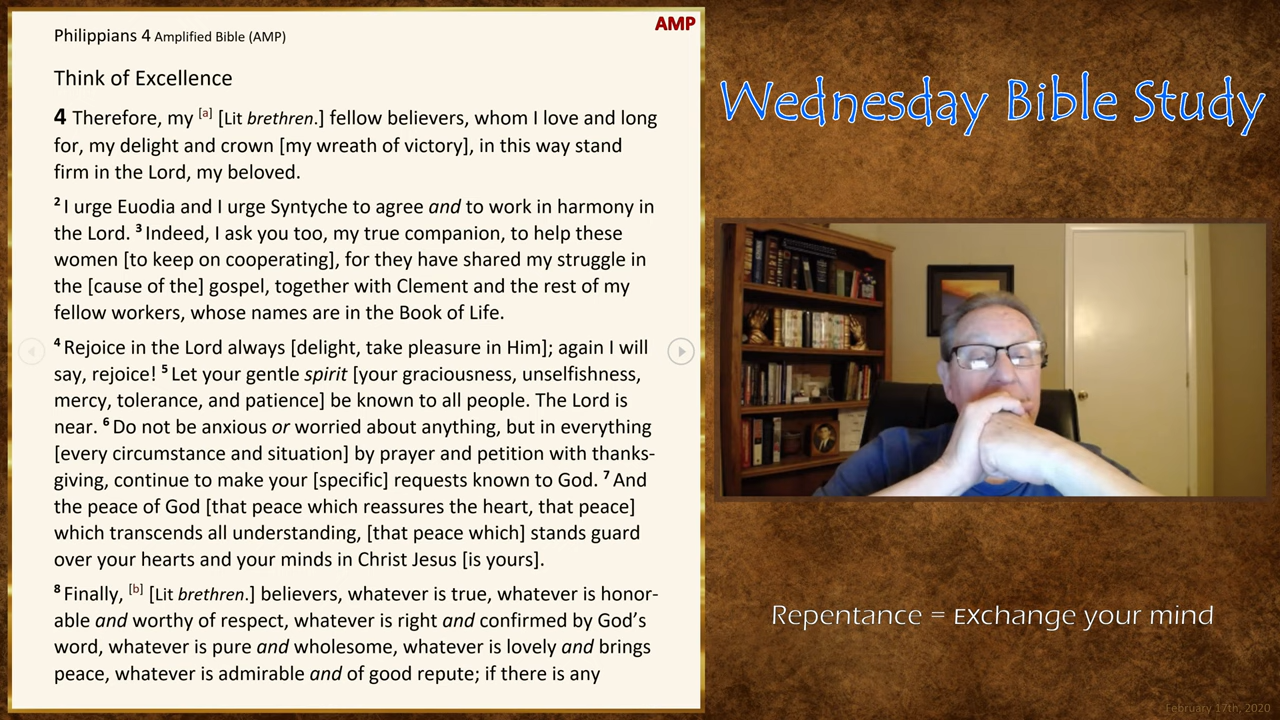 AMP
Philippians 4 Amplified Bible (AMP)
Think of Excellence
4 Therefore, my [a] [Lit brethren.] fellow believers, whom I love and long
for, my delight and crown [my wreath of victory], in this way stand
firm in the Lord, my beloved.
2 I urge Euodia and I urge Syntyche to agree and to work in harmony in
the Lord. 3 Indeed, I ask you too, my true companion, to help these
women [to keep on cooperating], for they have shared my struggle in
the [cause of the] gospel, together with Clement and the rest of my
fellow workers, whose names are in the Book of Life.
4 Rejoice in the Lord always [delight, take pleasure in Him]; again I will
say, rejoice! 5 Let your gentle spirit [your graciousness, unselfishness,
mercy, tolerance, and patience] be known to all people. The Lord is
near. 6 Do not be anxious or worried about anything, but in everything
[every circumstance and situation] by prayer and petition with thanks-
giving, continue to make your [specific] requests known to God. 7 And
the peace of God [that peace which reassures the heart, that peace]
which transcends all understanding, [that peace which] stands guard
over your hearts and your minds in Christ Jesus [is yours].
8 Finally, [b] [Lit brethren.] believers, whatever is true, whatever is honor-
able and worthy of respect, whatever is right and confirmed by God’s
word, whatever is pure and wholesome, whatever is lovely and brings
peace, whatever is admirable and of good repute; if there is any
Wednesday Bible Study
Repentance = EXchange your mind
February 17th, 2020